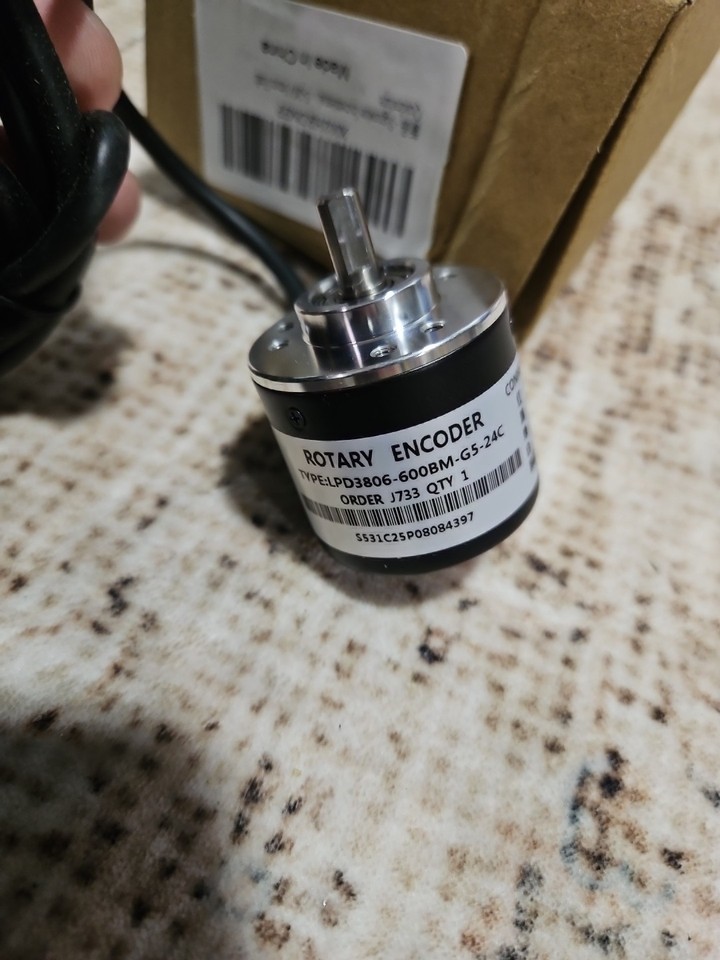 Made in China
ROTARY ENCODER
TYPE:LPD3806-600BM-G5-24C
ORDER J733 QTY 1
S531C25P08084397